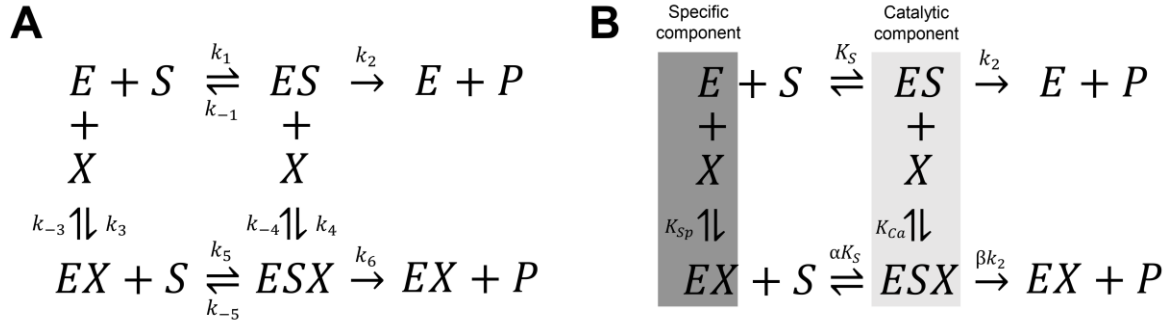 A
k₁ k₂
E + S ⇌ ES → E + P
k₋₁
+ +
X X
k₋₃ ⇌ k₃ k₋₄ ⇌ k₄
k₅ k₆
EX + S ⇌ ESX → EX + P
k₋₅
B
Specific
component
Catalytic
component
K_S k₂
E + S ⇌ ES → E + P
+ +
X X
K_Sp ⇌ K_Ca ⇌
αK_S βk₂
EX + S ⇌ ESX → EX + P